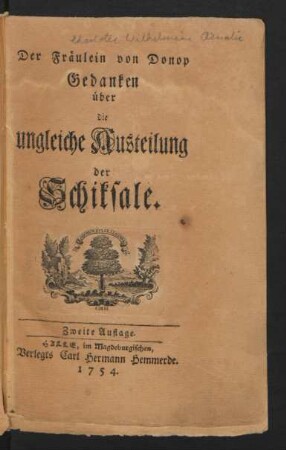 Charlotte Wilhelmine Amalie
Der Fräulein von Donop
Gedanken
über
die
ungleiche Austeilung
der
Schiksale.
Zweite Auflage.
HALLE, im Magdeburgischen,
Verlegts Carl Hermann Hemmerde.
1754.